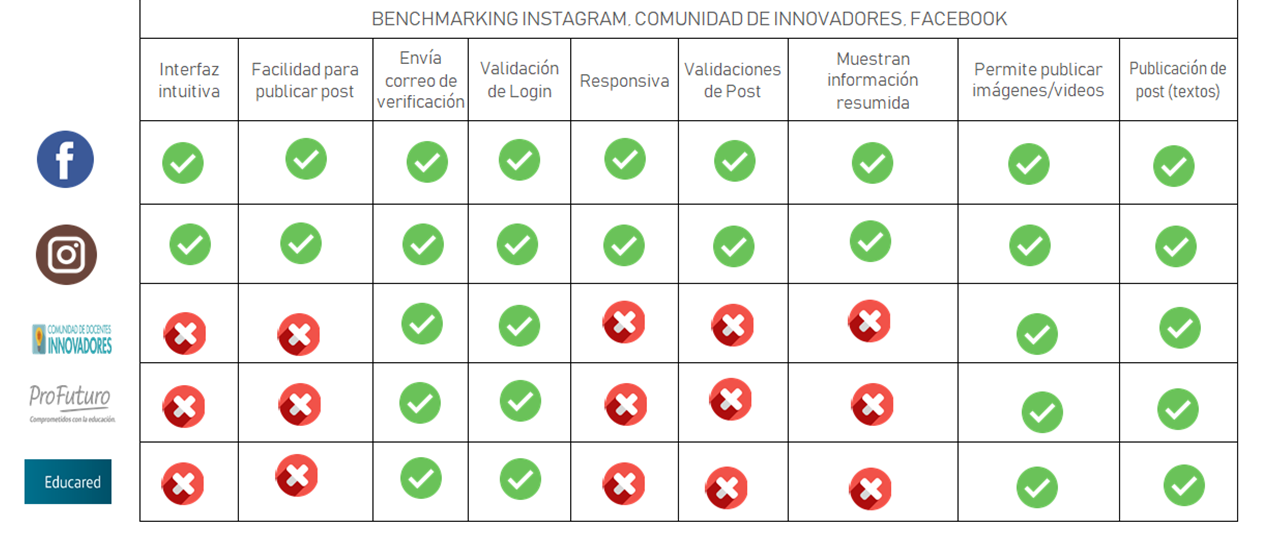 BENCHMARKING INSTAGRAM. COMUNIDAD DE INNOVADORES. FACEBOOK
Interfaz
intuitiva
Facilidad para
publicar post
Envía
correo de
verificación
Validación
de Login
Responsiva
Validaciones
de Post
Muestran
información
resumida
Permite publicar
imágenes/videos
Publicación de
post (textos)
f
COMUNIDAD DE DOCENTES
INNOVADORES
ProFuturo
Comprometidos con la educación.
Educared